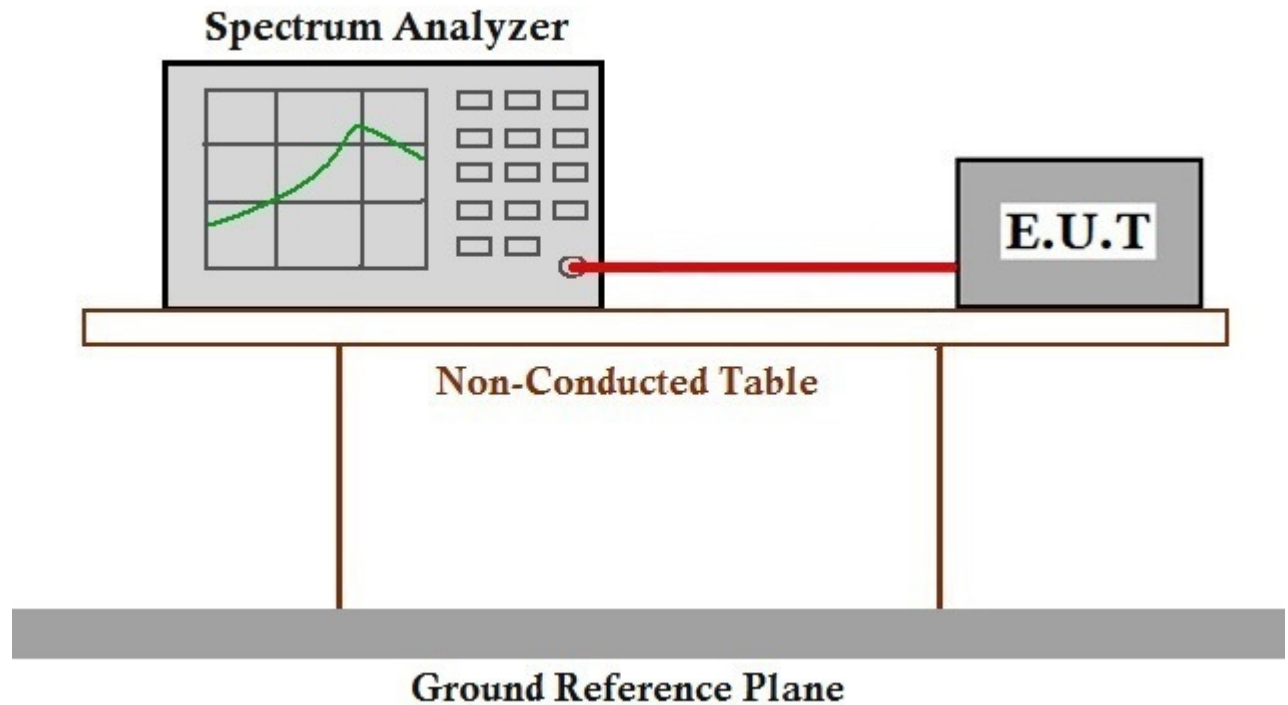 Spectrum Analyzer
E.U.T
Non-Conducted Table
Ground Reference Plane